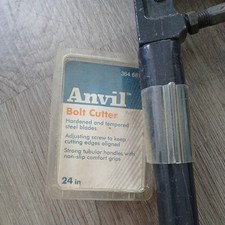 Anvil™
Bolt Cutter
Hardened and tempered
steel blades.
Adjusting screw to keep
cutting edges aligned
Strong tubular handles with
non-slip comfort grips
24 in